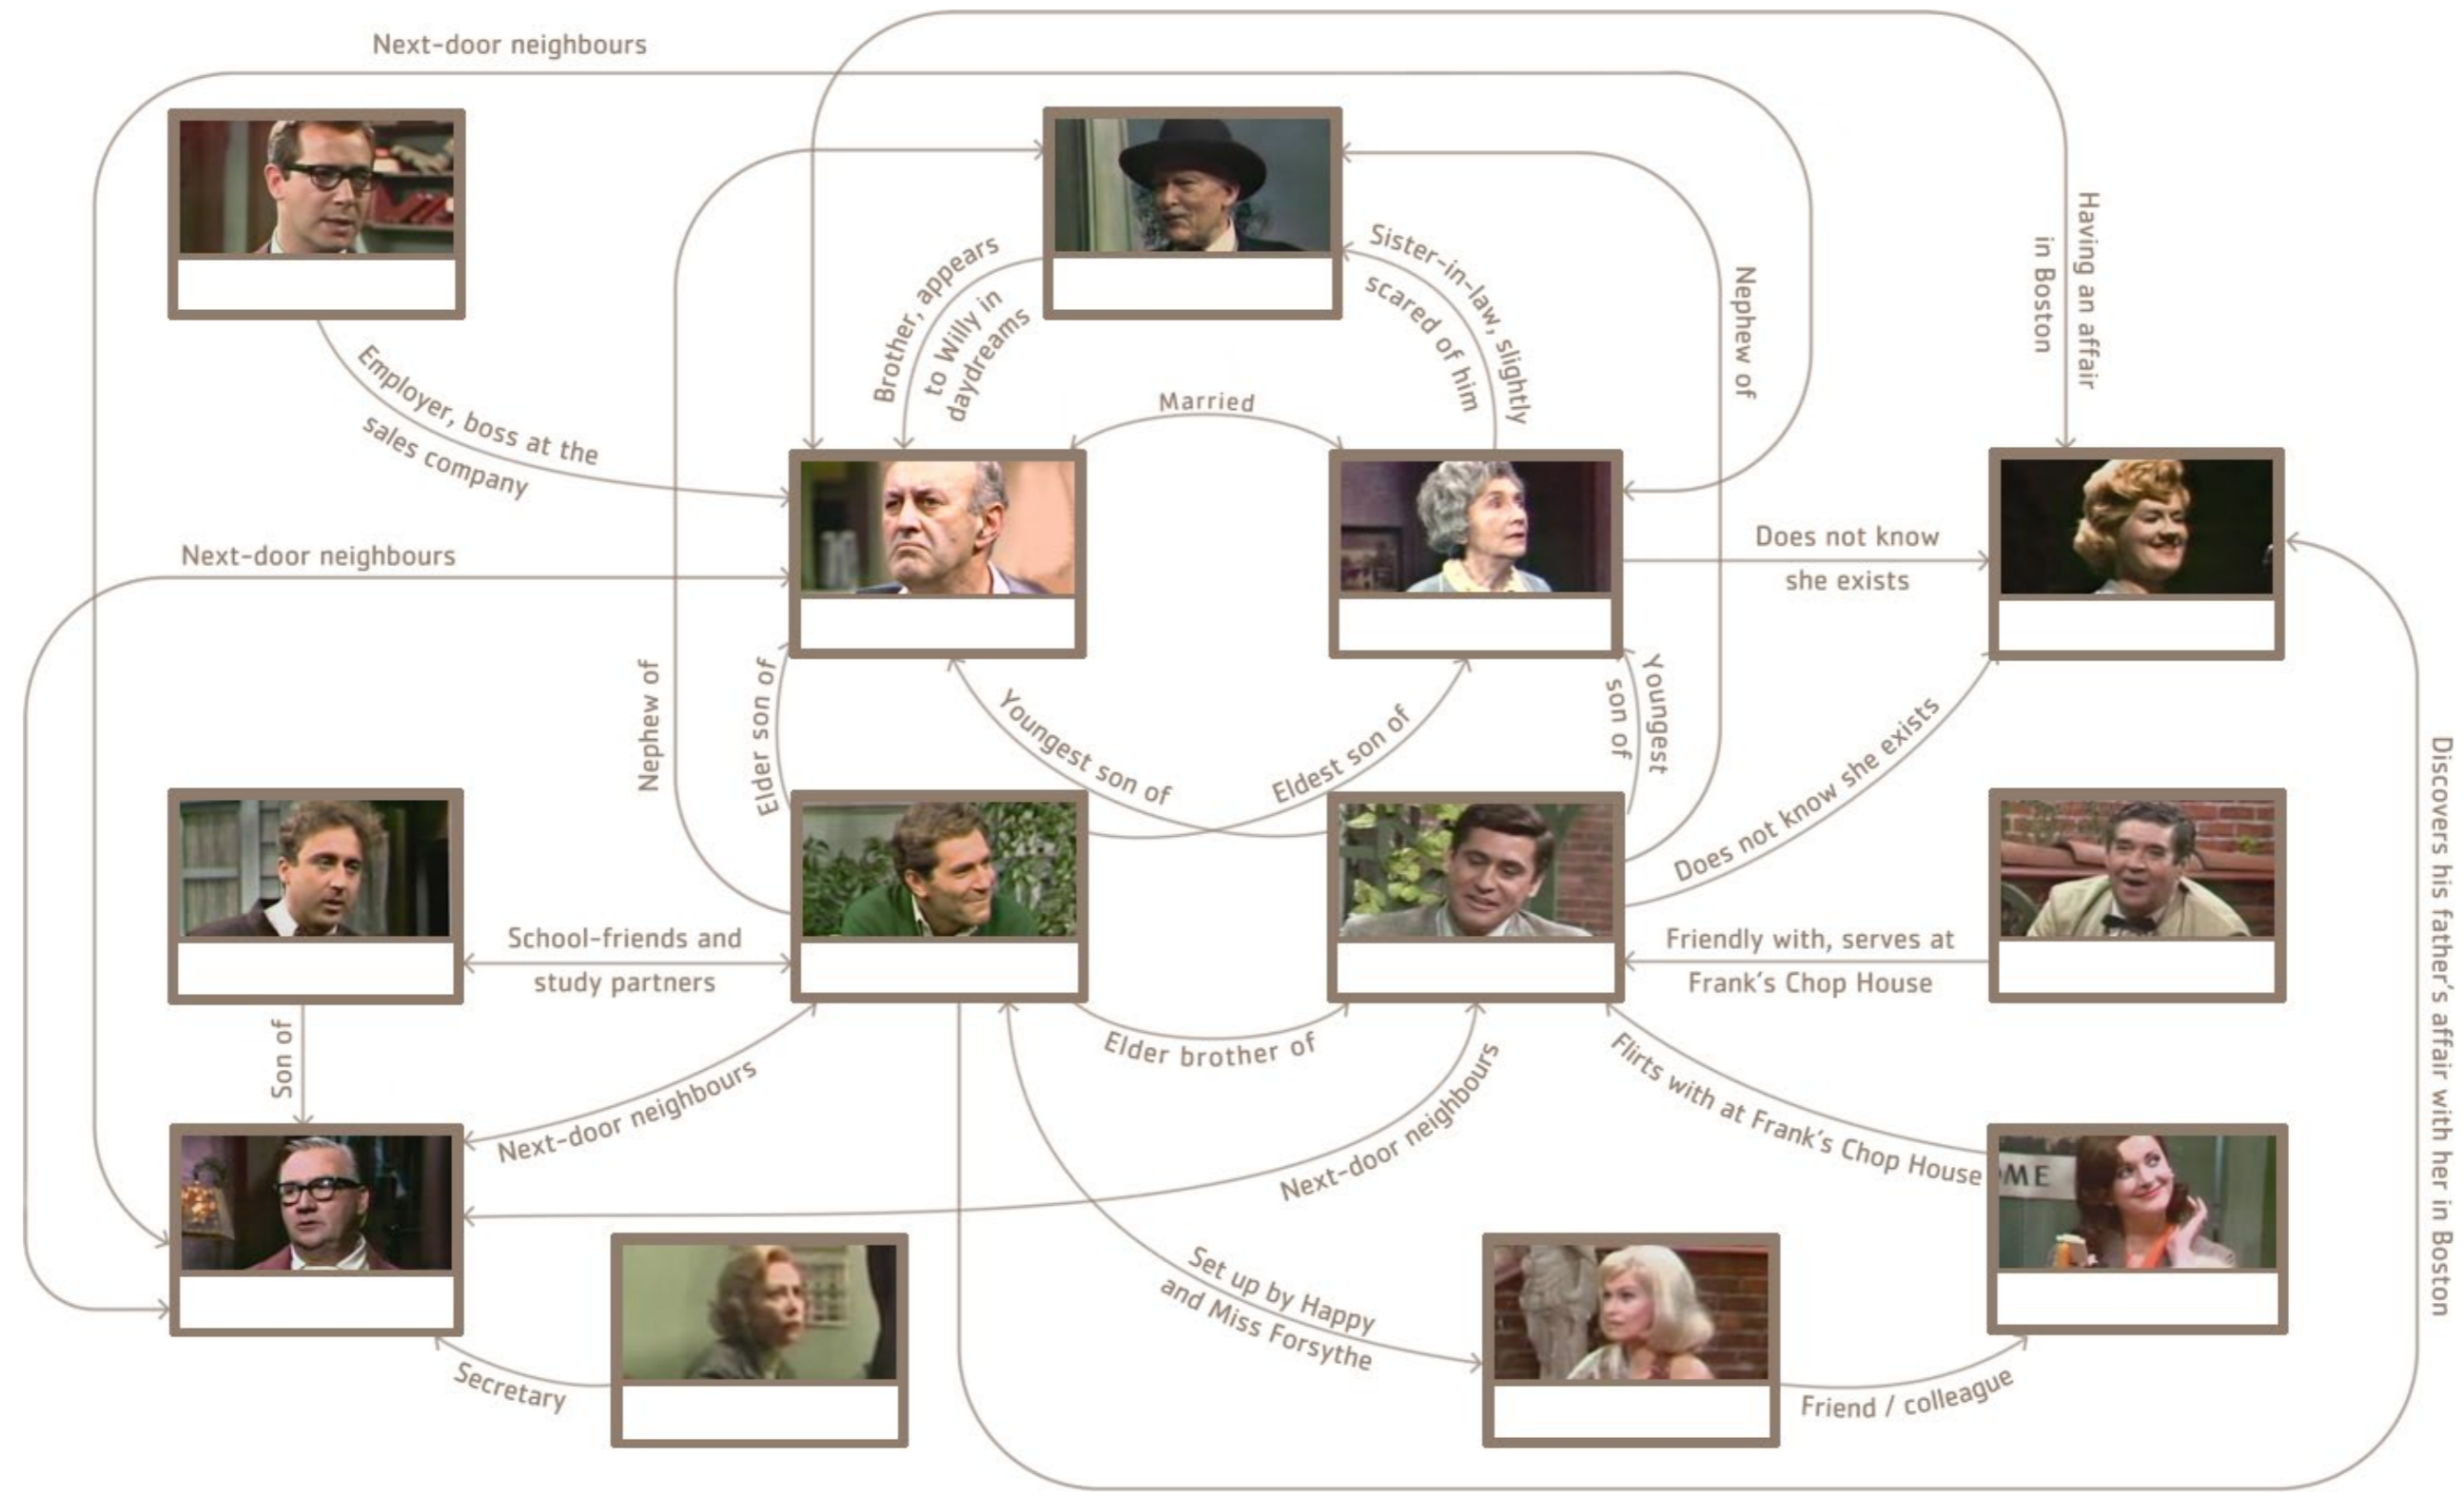 Next-door neighbours
Having an affair
in Boston
Brother, appears
to Willy in
daydreams
Sister-in-law, slightly
scared of him
Nephew of
Employer, boss at the
sales company
Married
Next-door neighbours
Does not know
she exists
Nephew of
Elder son of
Youngest son of
Eldest son of
Youngest
son of
Does not know she exists
Discovers his father's affair with her in Boston
School-friends and
study partners
Friendly with, serves at
Frank's Chop House
Son of
Next-door neighbours
Elder brother of
Next-door neighbours
Flirts with at Frank's Chop House
OME
Set up by Happy
and Miss Forsythe
Secretary
Friend / colleague